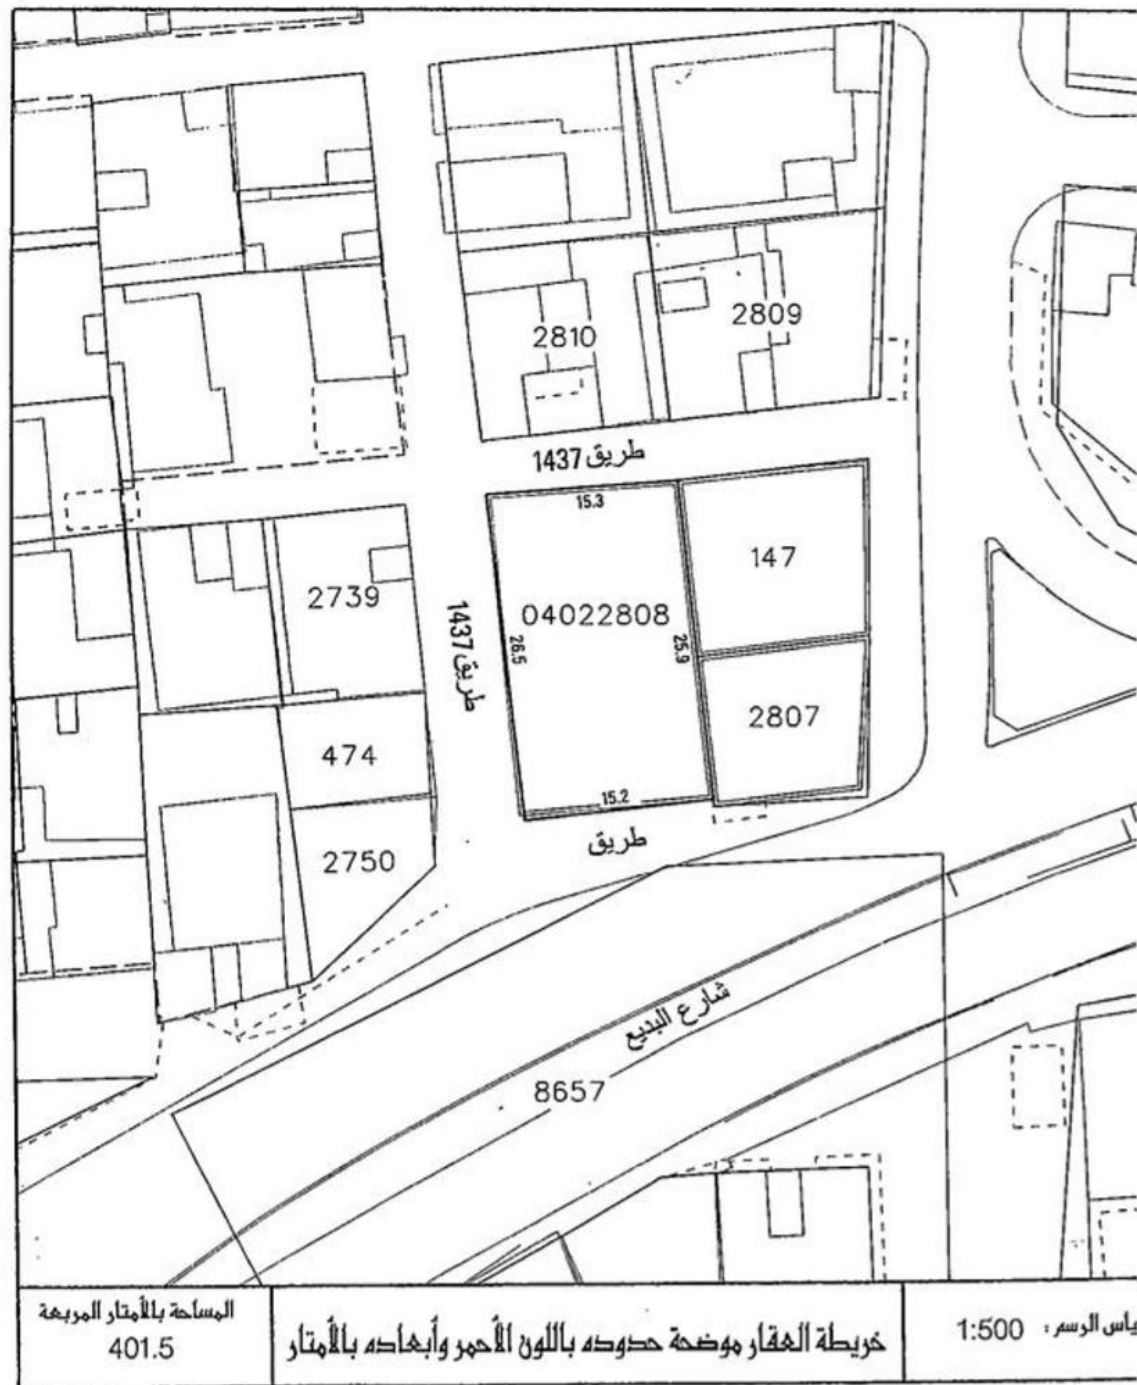 2810
2809
طريق 1437
15.3
147
2739
04022808
طريق 1437
26.5
25.9
2807
474
15.2
طريق
2750
شارع البديع
8657
المساحة بالأمتار المربعة
401.5
خريطة العقار موضحة حدوده باللون الأحمر وأبعاده بالأمتار
ياس الرسم : 1:500